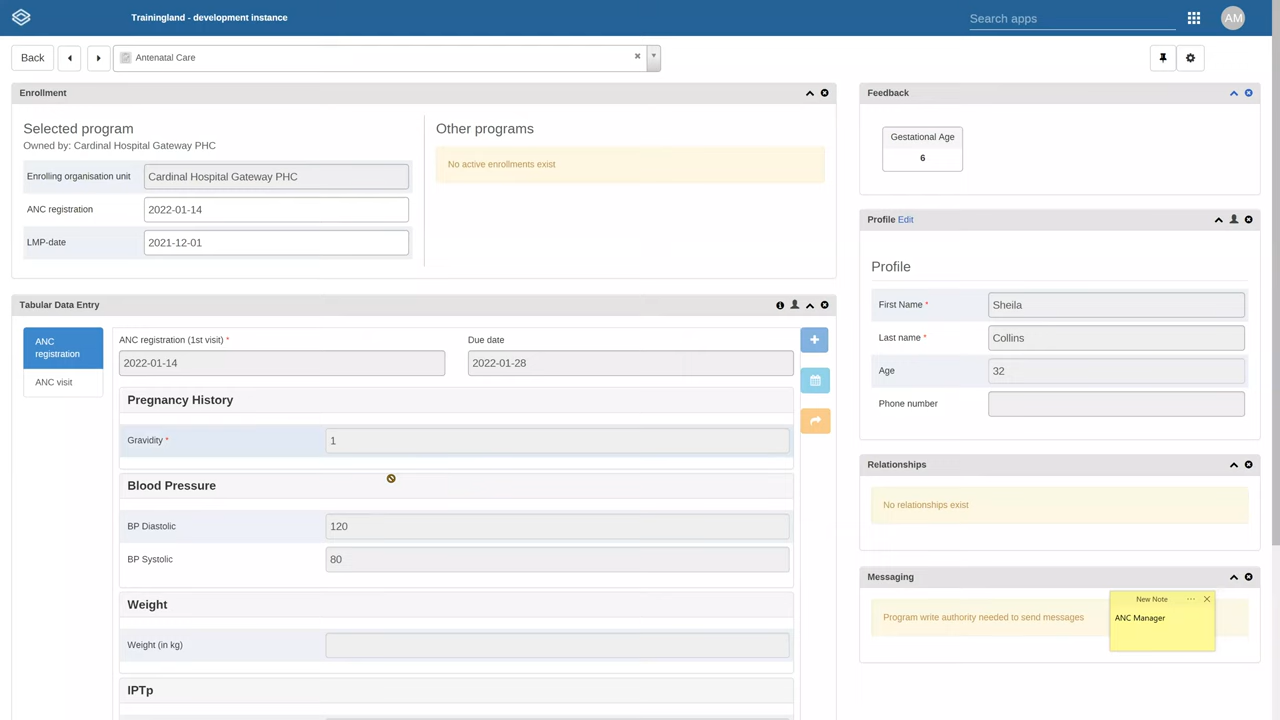 Trainingland - development instance
Search apps
AM
Back
Antenatal Care
Enrollment
Selected program
Owned by: Cardinal Hospital Gateway PHC
Enrolling organisation unit
Cardinal Hospital Gateway PHC
ANC registration
2022-01-14
LMP-date
2021-12-01
Other programs
No active enrollments exist
Tabular Data Entry
ANC registration
ANC visit
ANC registration (1st visit) *
2022-01-14
Due date
2022-01-28
Pregnancy History
Gravidity *
1
Blood Pressure
BP Diastolic
120
BP Systolic
80
Weight
Weight (in kg)
IPTp
Feedback
Gestational Age
6
Profile Edit
Profile
First Name *
Sheila
Last name *
Collins
Age
32
Phone number
Relationships
No relationships exist
Messaging
Program write authority needed to send messages
New Note
ANC Manager